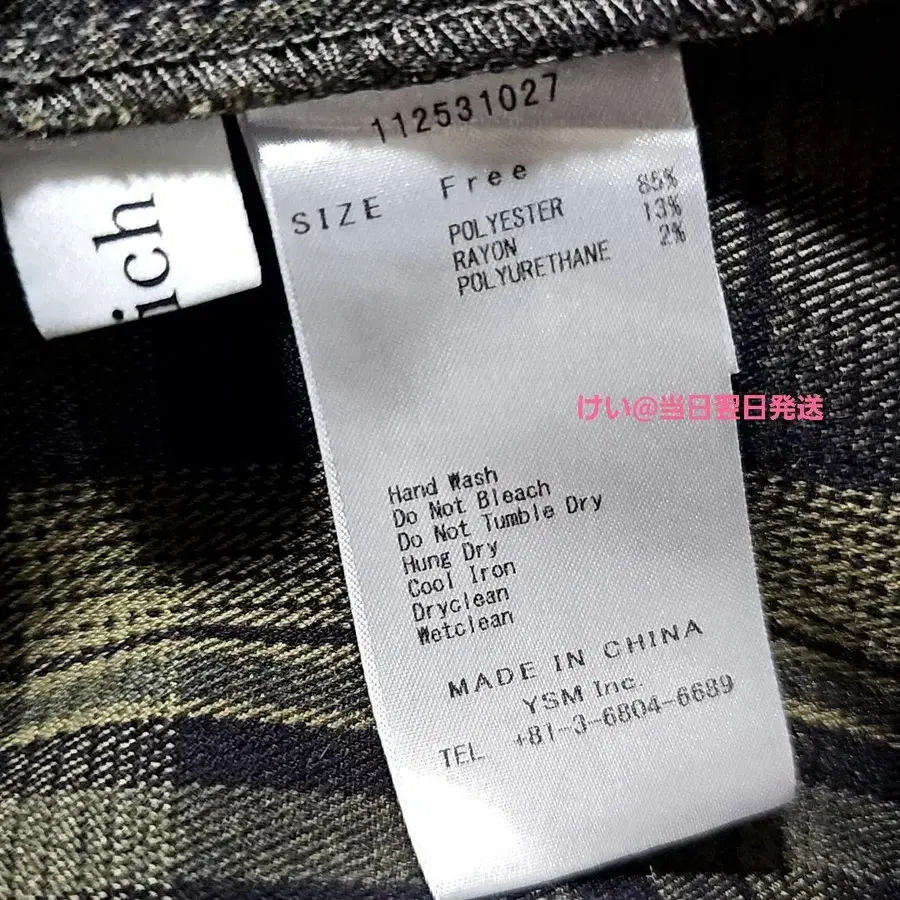 112531027
SIZE Free
POLYESTER 85%
RAYON 13%
POLYURETHANE 2%
ich
けい@当日翌日発送
Hand Wash
Do Not Bleach
Do Not Tumble Dry
Hung Dry
Cool Iron
Dryclean
Wetclean
MADE IN CHINA
YSM Inc.
TEL +81-3-6804-6689